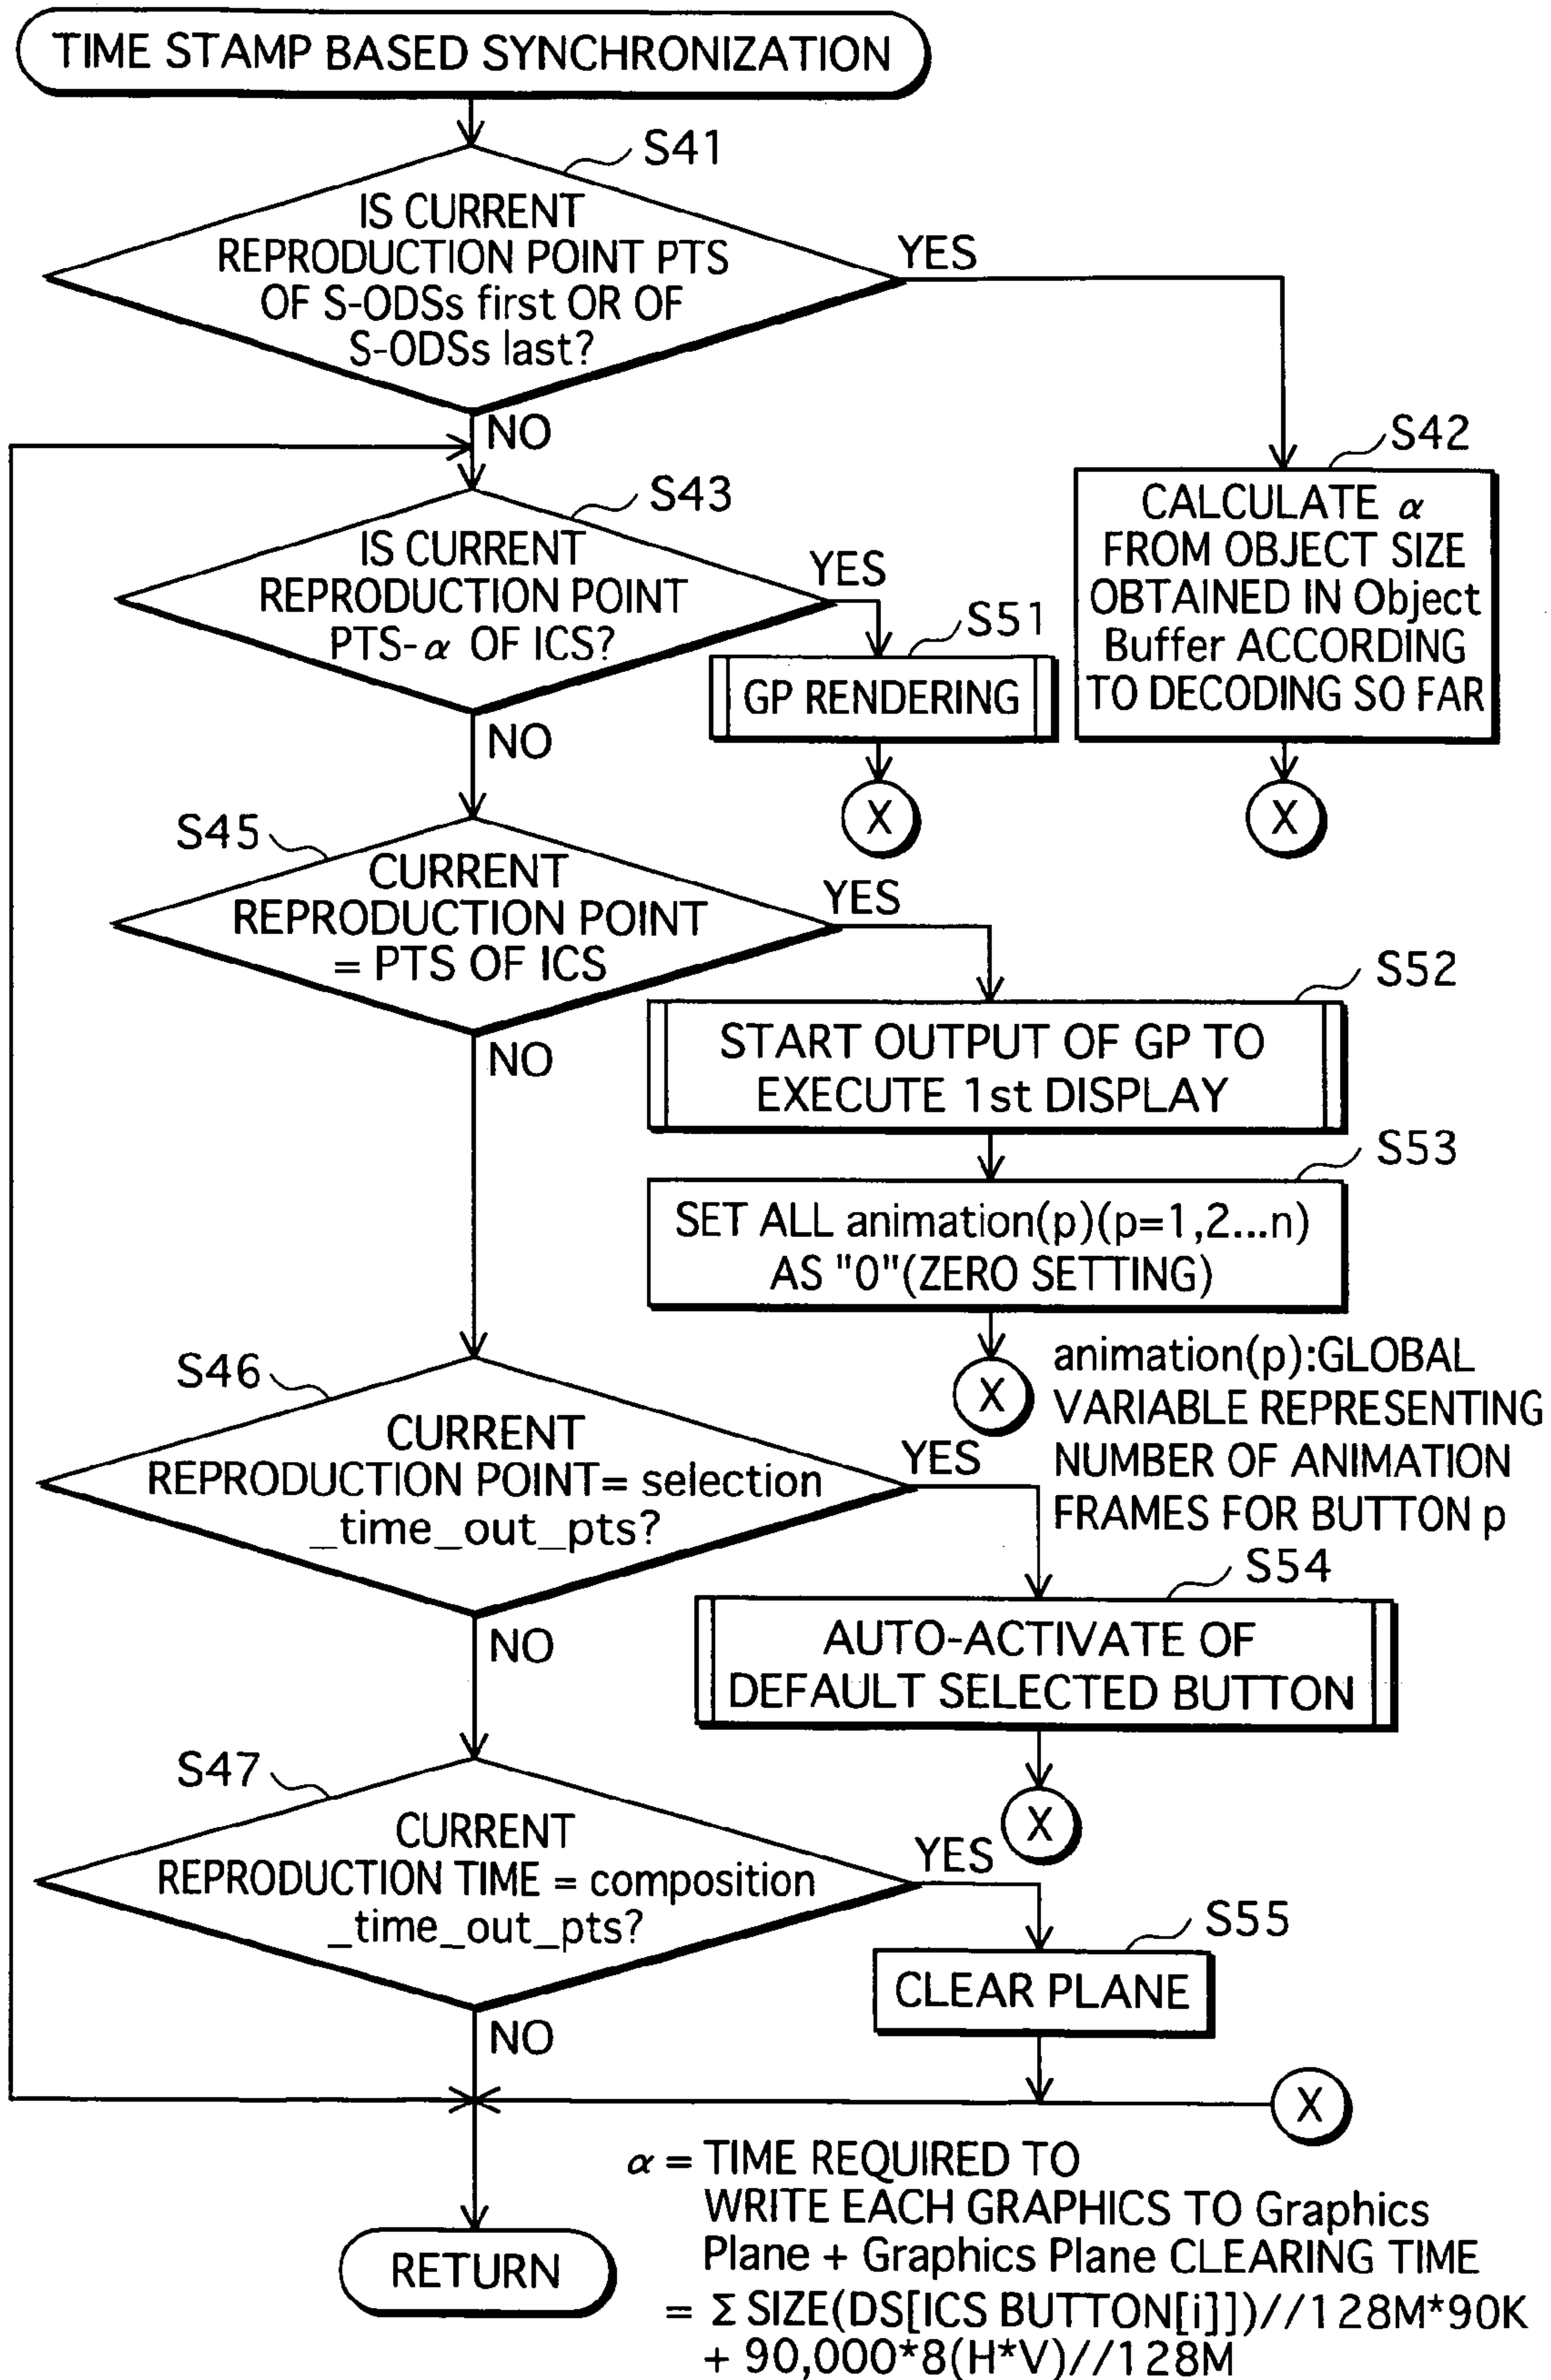 TIME STAMP BASED SYNCHRONIZATION
S41
IS CURRENT
REPRODUCTION POINT PTS
OF S-ODSs first OR OF
S-ODSs last?
YES
NO
S42
CALCULATE α
FROM OBJECT SIZE
OBTAINED IN Object
Buffer ACCORDING
TO DECODING SO FAR
X
S43
IS CURRENT
REPRODUCTION POINT
PTS-α OF ICS?
YES
NO
S51
GP RENDERING
X
S45
CURRENT
REPRODUCTION POINT
= PTS OF ICS
YES
NO
S52
START OUTPUT OF GP TO
EXECUTE 1st DISPLAY
S53
SET ALL animation(p)(p=1,2...n)
AS "0"(ZERO SETTING)
X
animation(p):GLOBAL
VARIABLE REPRESENTING
NUMBER OF ANIMATION
FRAMES FOR BUTTON p
S46
CURRENT
REPRODUCTION POINT= selection
_time_out_pts?
YES
NO
S54
AUTO-ACTIVATE OF
DEFAULT SELECTED BUTTON
X
S47
CURRENT
REPRODUCTION TIME = composition
_time_out_pts?
YES
NO
S55
CLEAR PLANE
X
RETURN
α = TIME REQUIRED TO
WRITE EACH GRAPHICS TO Graphics
Plane + Graphics Plane CLEARING TIME
= Σ SIZE(DS[ICS BUTTON[i]])//128M*90K
+ 90,000*8(H*V)//128M